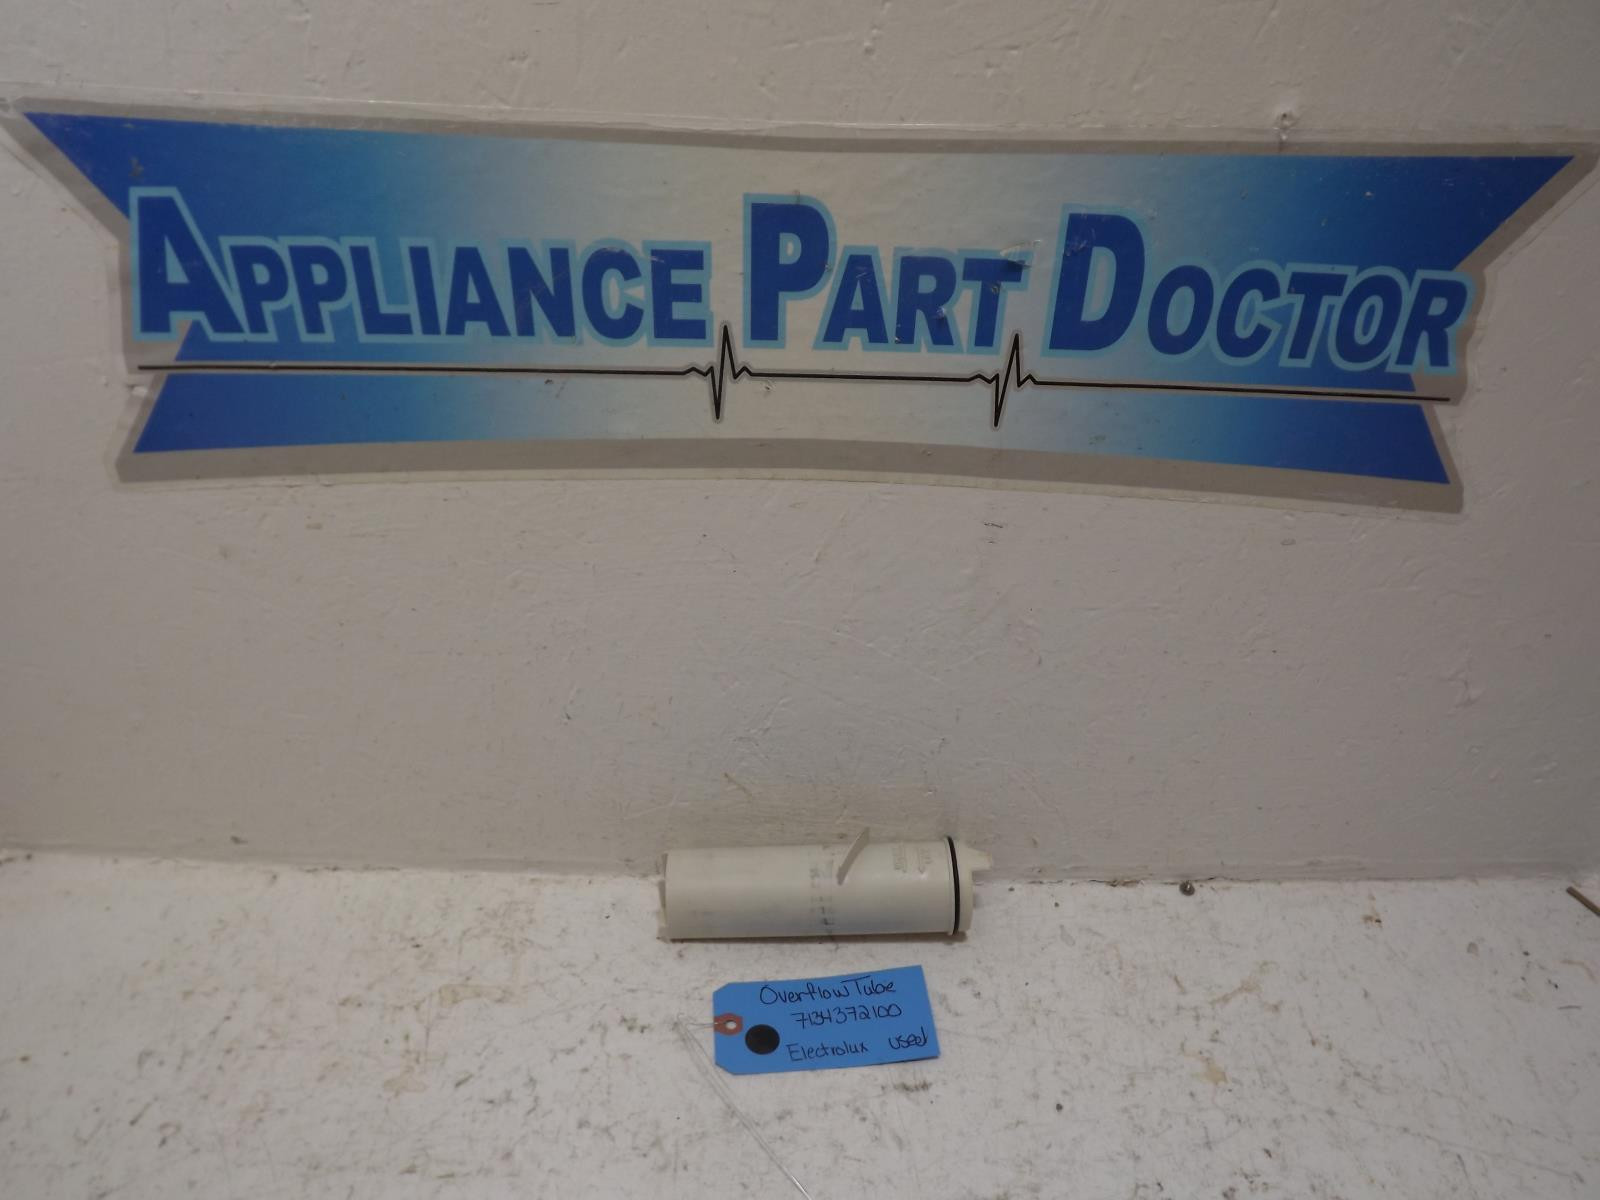 APPLIANCE PART DOCTOR
Overflow Tube
7134372100
Electrolux used